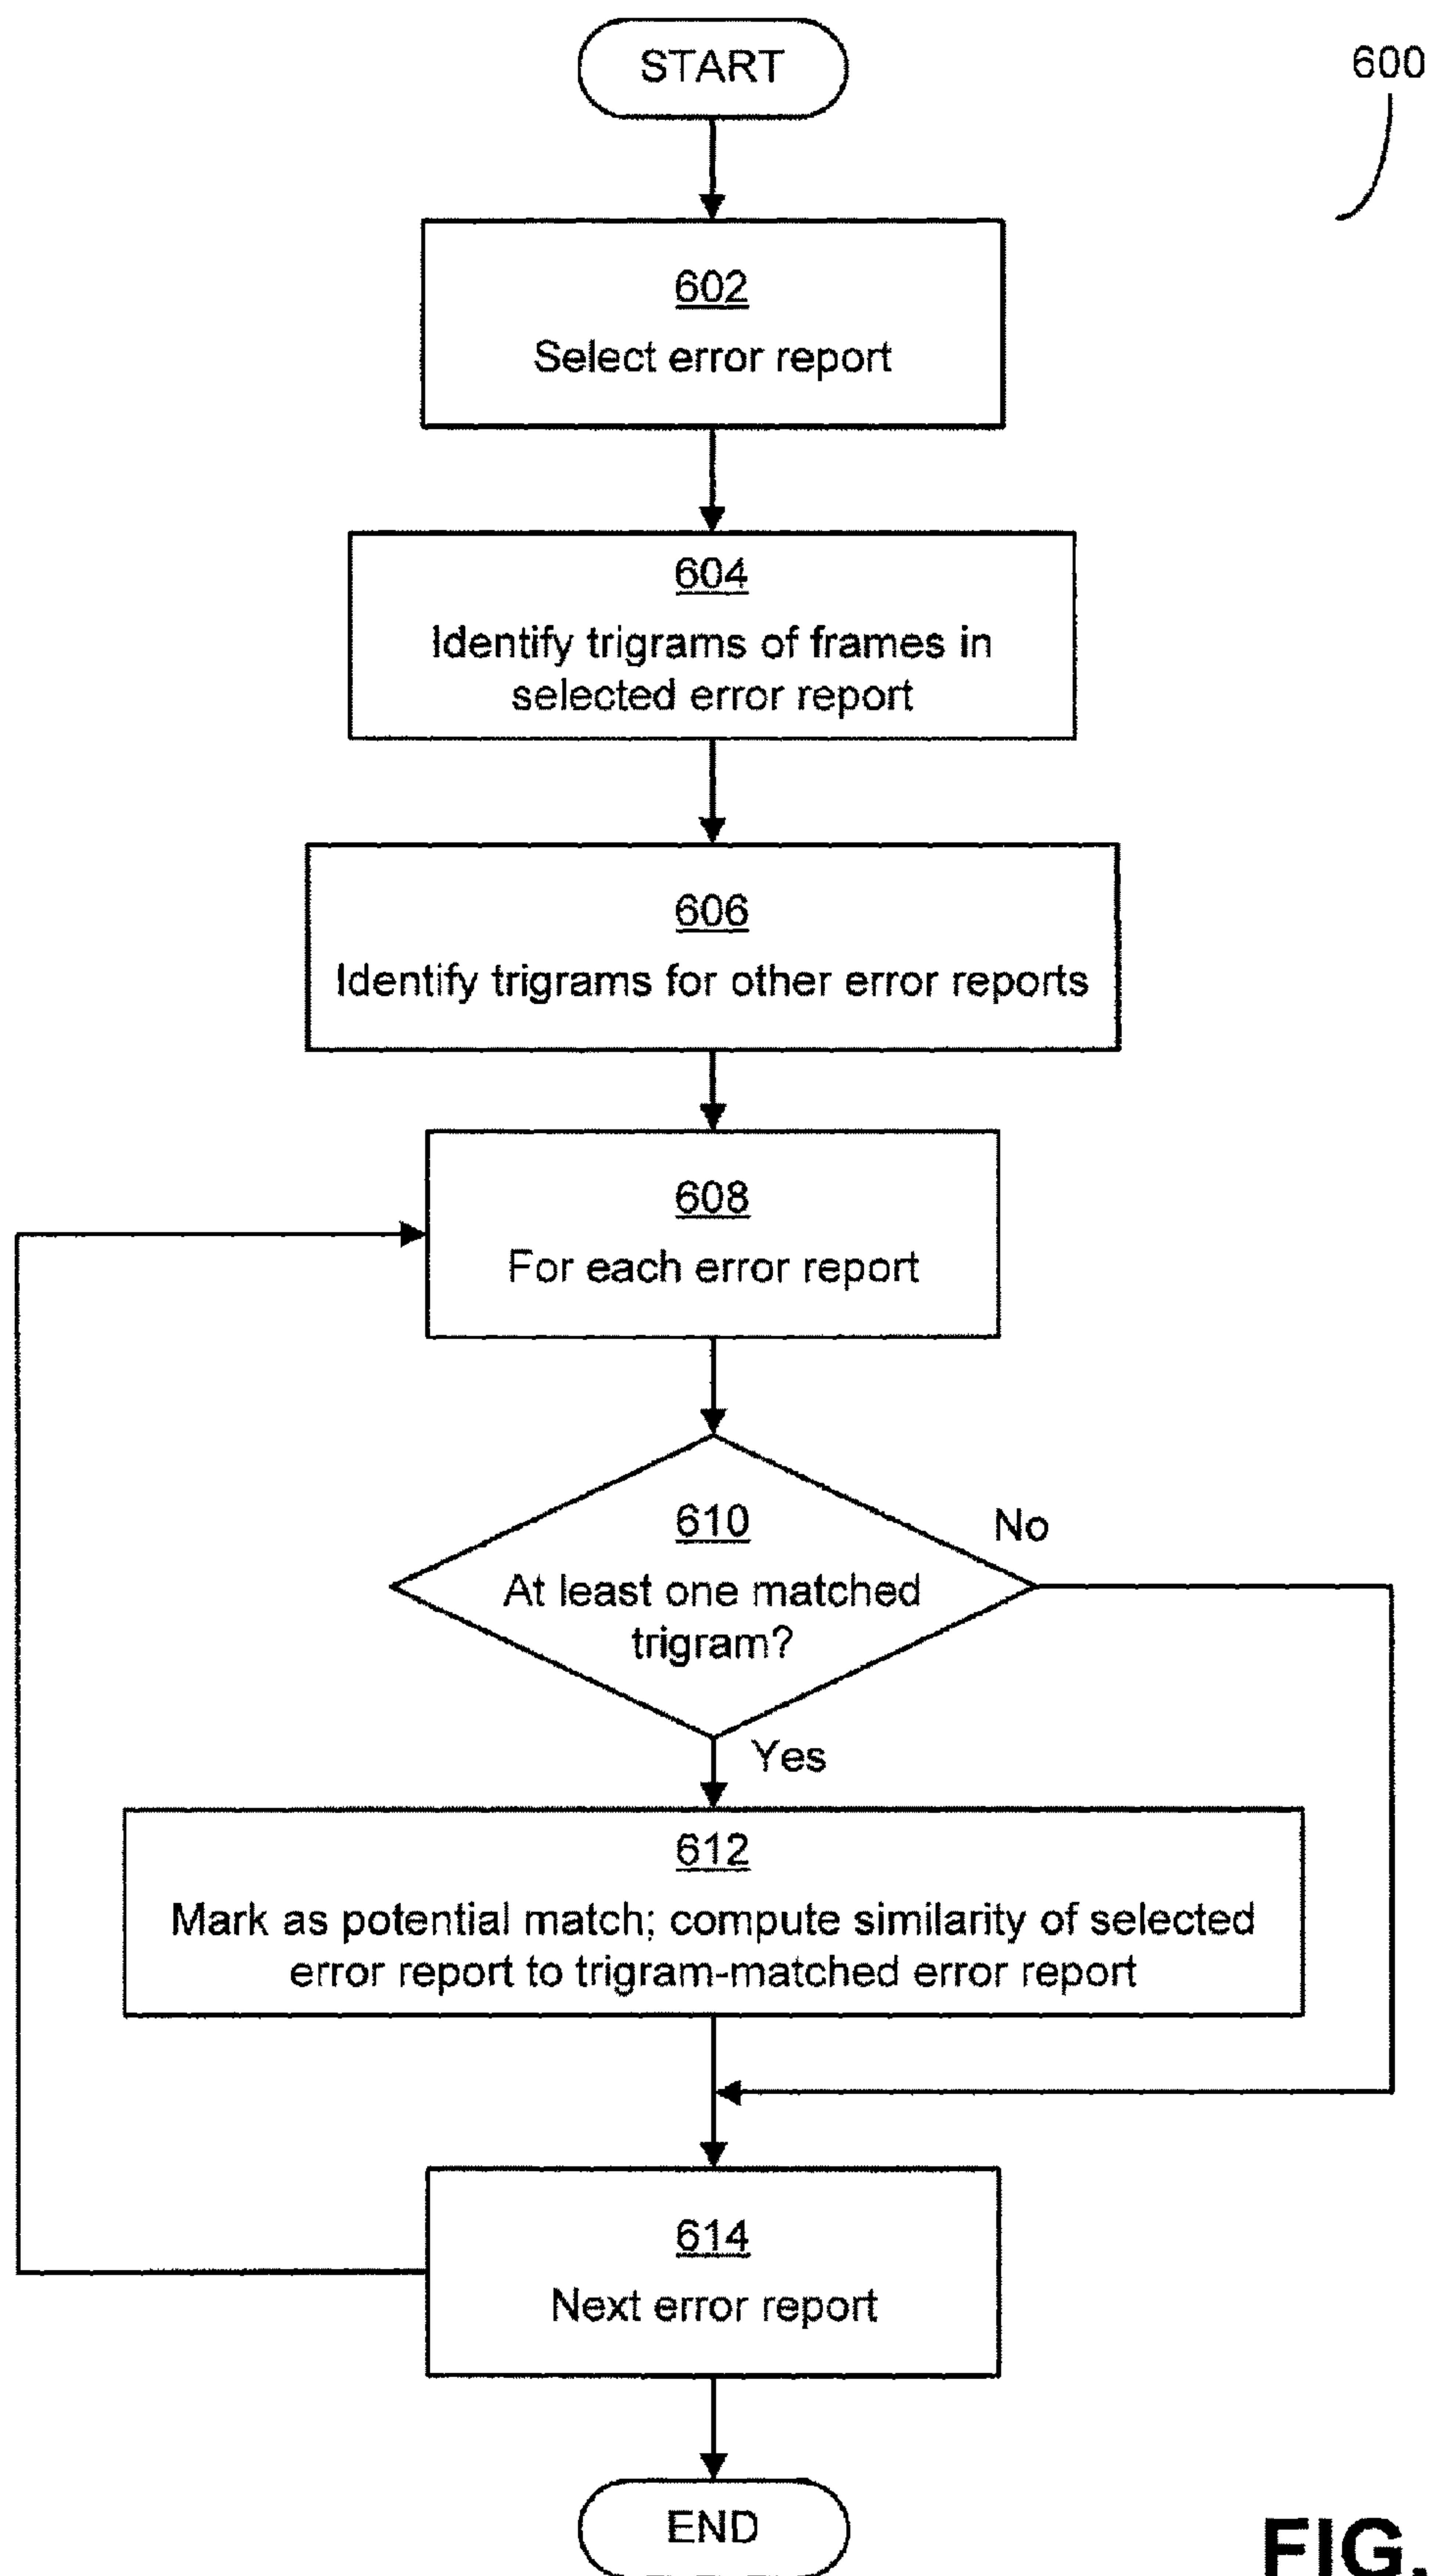 START
600
602
Select error report
604
Identify trigrams of frames in
selected error report
606
Identify trigrams for other error reports
608
For each error report
610
At least one matched
trigram?
No
Yes
612
Mark as potential match; compute similarity of selected
error report to trigram-matched error report
614
Next error report
END
FIG.